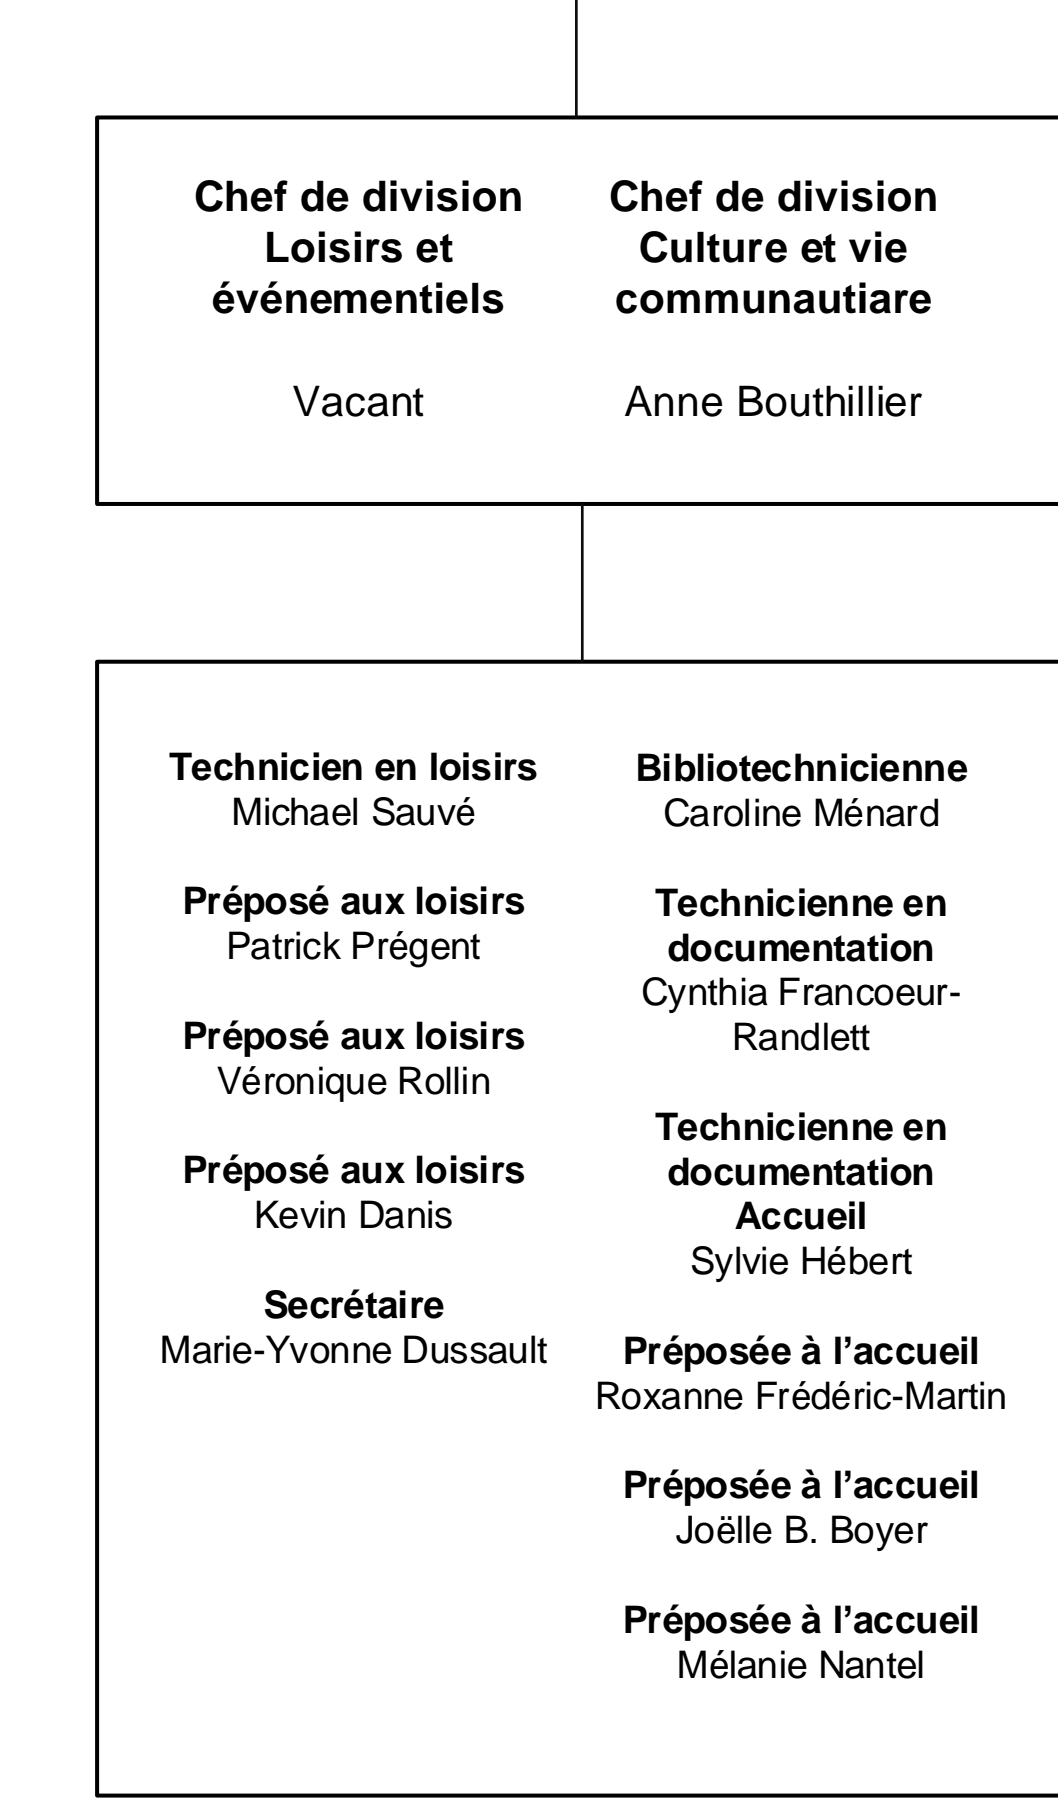 Chef de division
Loisirs et
événementiels
Vacant
Chef de division
Culture et vie
communautiare
Anne Bouthillier
Technicien en loisirs
Michael Sauvé
Préposé aux loisirs
Patrick Prégent
Préposé aux loisirs
Véronique Rollin
Préposé aux loisirs
Kevin Danis
Secrétaire
Marie-Yvonne Dussault
Bibliotechnicienne
Caroline Ménard
Technicienne en
documentation
Cynthia Francoeur-
Randlett
Technicienne en
documentation
Accueil
Sylvie Hébert
Préposée à l’accueil
Roxanne Frédéric-Martin
Préposée à l’accueil
Joëlle B. Boyer
Préposée à l’accueil
Mélanie Nantel